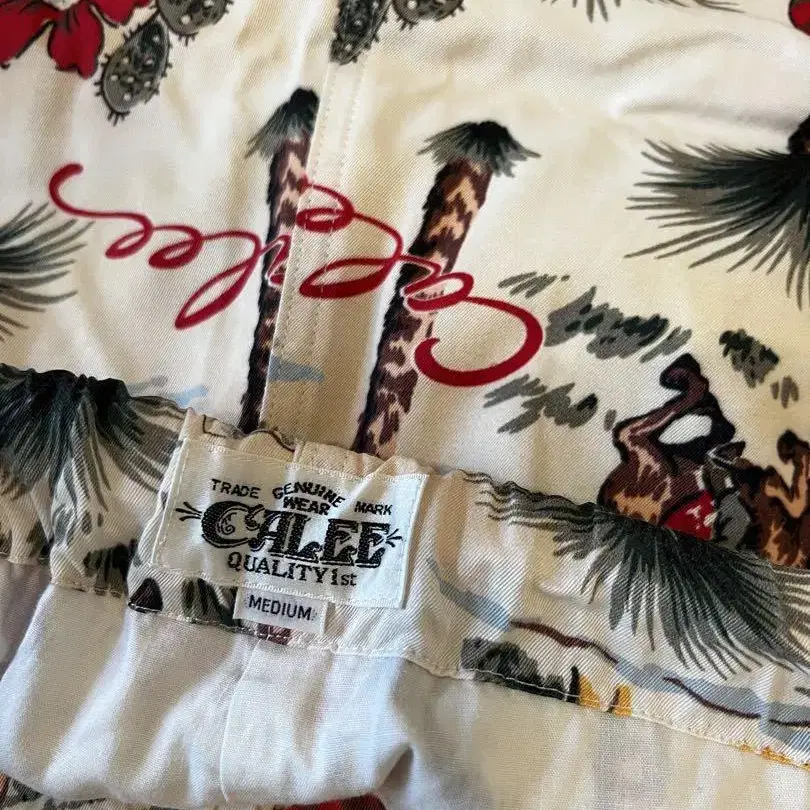 Calee
TRADE GENUINE MARK
WEAR
CALEE
QUALITY 1st
MEDIUM